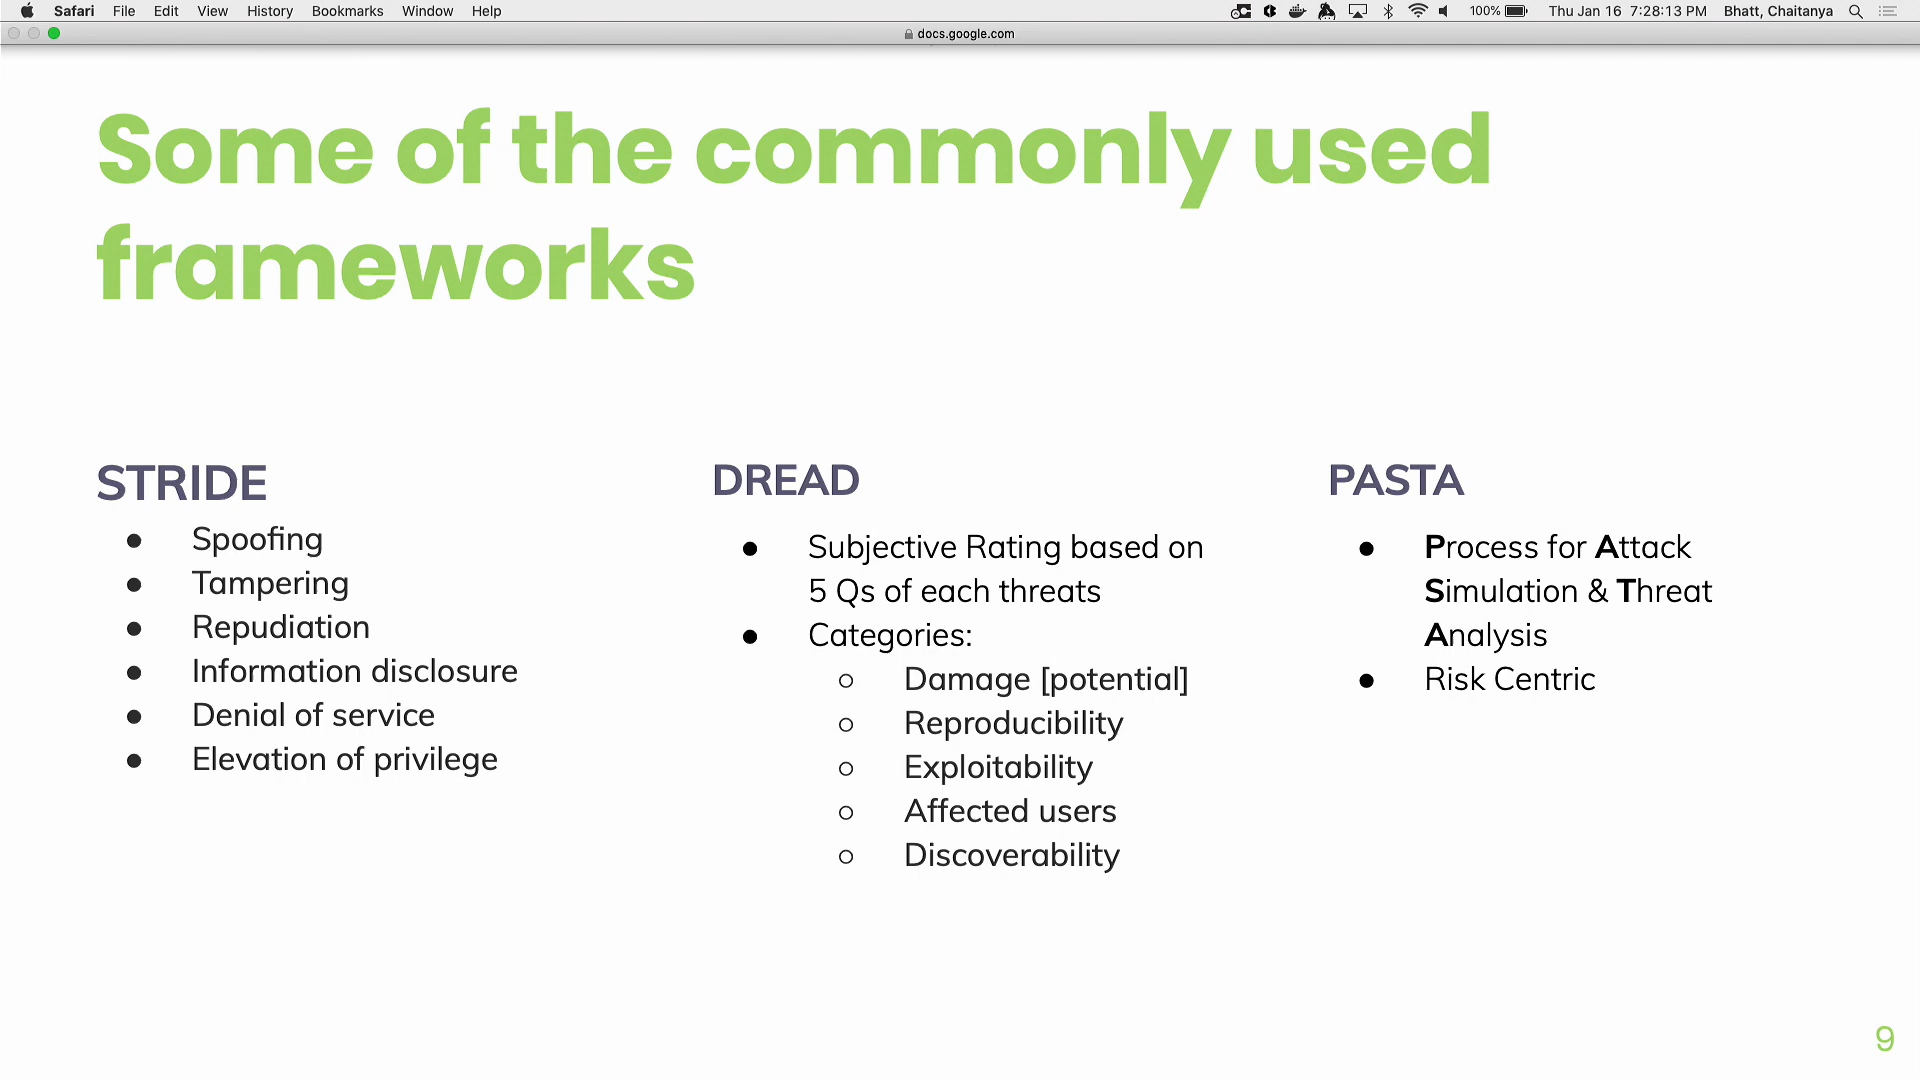 Safari File Edit View History Bookmarks Window Help 100% Thu Jan 16 7:28:13 PM Bhatt, Chaitanya
docs.google.com
Some of the commonly used
frameworks
STRIDE
● Spoofing
● Tampering
● Repudiation
● Information disclosure
● Denial of service
● Elevation of privilege
DREAD
● Subjective Rating based on
5 Qs of each threats
● Categories:
○ Damage [potential]
○ Reproducibility
○ Exploitability
○ Affected users
○ Discoverability
PASTA
● Process for Attack
Simulation & Threat
Analysis
● Risk Centric
9